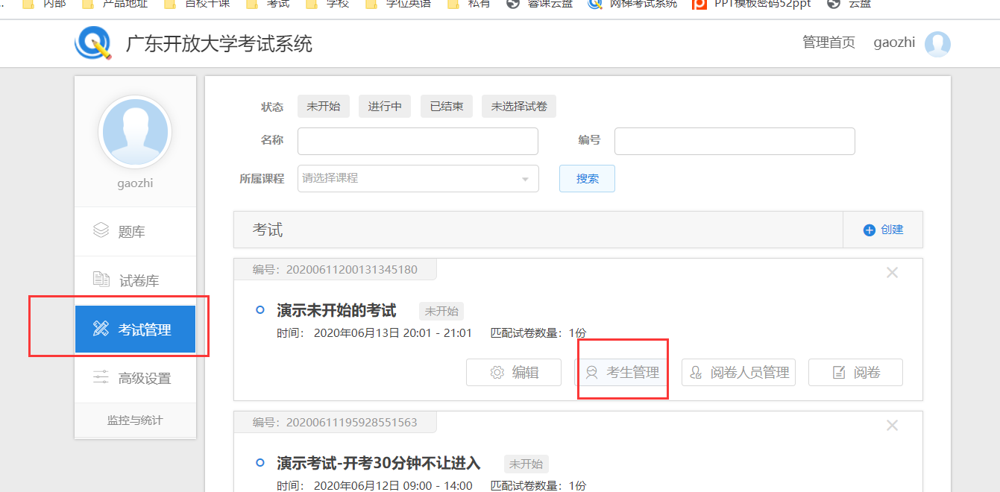 内部 产品地址 百校千课 考试 学校 学位英语 私有 蓉课云盘 网梯考试系统 PPT模板密码52ppt 云盘
广东开放大学考试系统 管理首页 gaozhi
gaozhi
题库
试卷库
考试管理
高级设置
监控与统计
状态 未开始 进行中 已结束 未选择试卷
名称 编号
所属课程 请选择课程 搜索
考试 创建
编号：20200611200131345180
演示未开始的考试 未开始
时间： 2020年06月13日 20:01 - 21:01 匹配试卷数量：1份
编辑 考生管理 阅卷人员管理 阅卷
编号：20200611195928551563
演示考试-开考30分钟不让进入 未开始
时间： 2020年06月12日 09:00 - 14:00 匹配试卷数量：1份